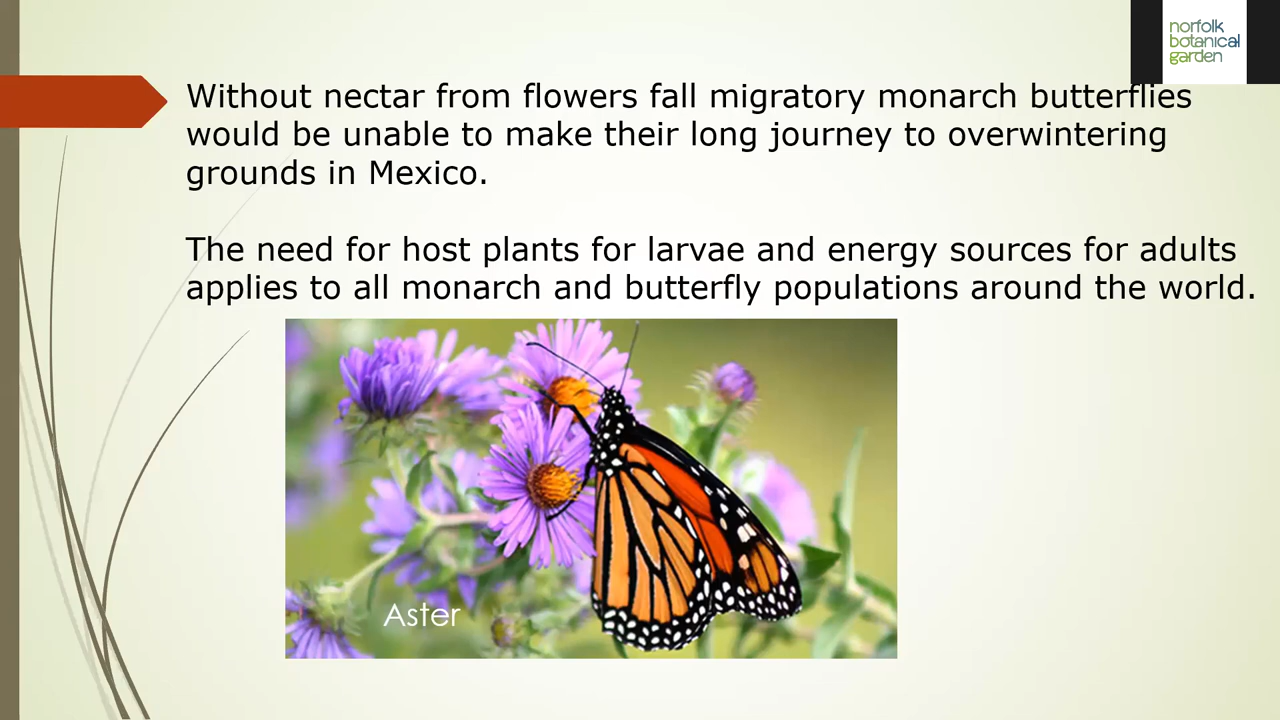 norfolk
botanical
garden
Without nectar from flowers fall migratory monarch butterflies
would be unable to make their long journey to overwintering
grounds in Mexico.
The need for host plants for larvae and energy sources for adults
applies to all monarch and butterfly populations around the world.
Aster